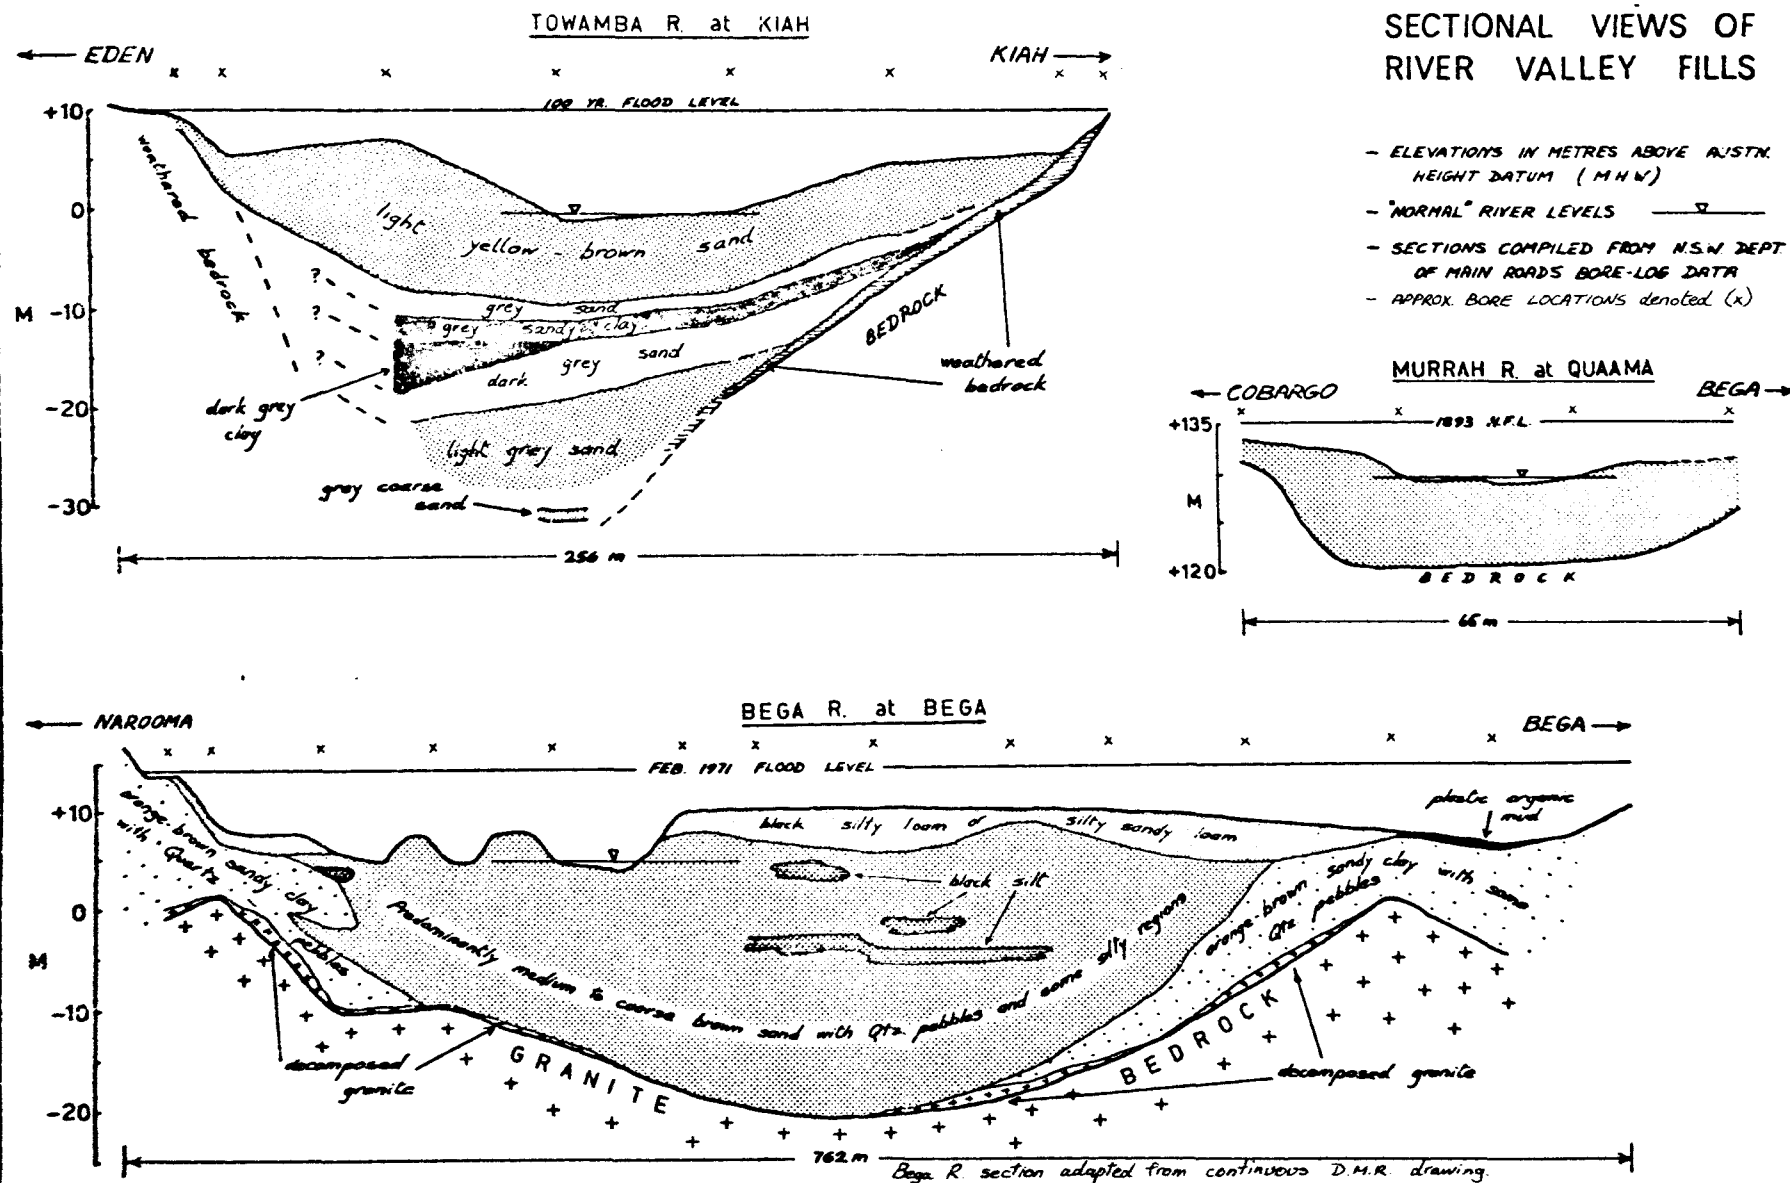 SECTIONAL VIEWS OF
RIVER VALLEY FILLS
- ELEVATIONS IN METRES ABOVE AUSTN.
HEIGHT DATUM (MHW)
- "NORMAL" RIVER LEVELS
- SECTIONS COMPILED FROM N.S.W. DEPT
OF MAIN ROADS BORE-LOG DATA
- APPROX. BORE LOCATIONS denoted (x)
TOWAMBA R. at KIAH
EDEN
KIAH
x x x x x x x x
100 YR. FLOOD LEVEL
+10
0
M -10
-20
-30
weathered bedrock
light yellow-brown sand
?
?
?
grey sand
grey sandy clay
dark grey sand
dark grey
clay
light grey sand
grey coarse
sand
BEDROCK
weathered
bedrock
256 m
MURRAH R. at QUAAMA
COBARGO
BEGA
x x x x
1893 H.F.L.
+135
M
+120
BEDROCK
65 m
BEGA R. at BEGA
NAROOMA
BEGA
x x x x x x x x x x x x x
FEB. 1971 FLOOD LEVEL
+10
0
M
-10
-20
orange-brown sandy clay
with Quartz
pebbles
black silty loam or silty sandy loam
plastic organic
mud
black silt
Predominantly medium to coarse brown sand with Qtz pebbles and some silty regions
orange-brown sandy clay with some
Qtz pebbles
decomposed
granite
GRANITE BEDROCK
decomposed granite
762 m
Bega R. section adapted from continuous D.M.R. drawing.